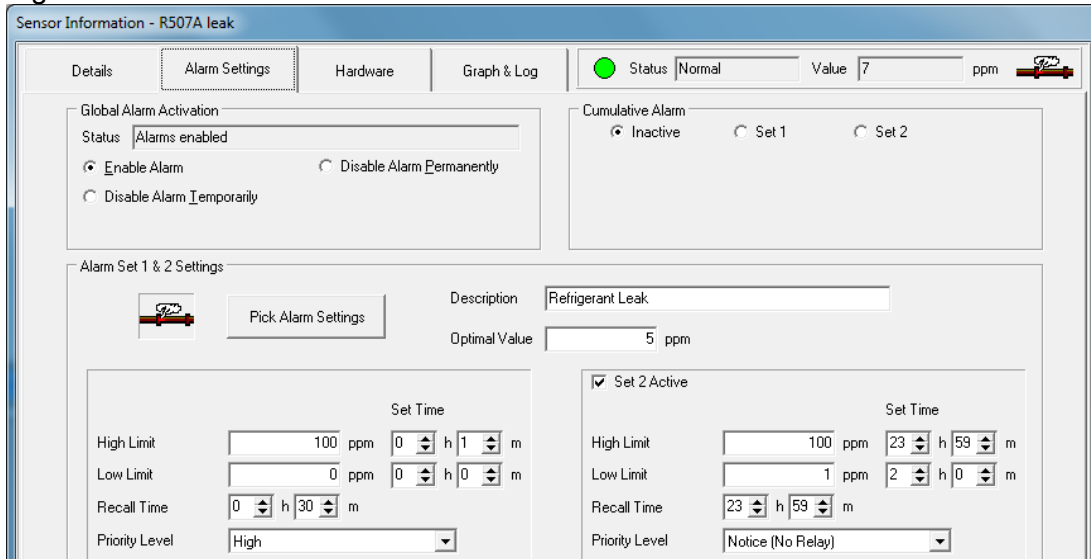 Sensor Information - R507A leak
Details Alarm Settings Hardware Graph & Log Status Normal Value 7 ppm
Global Alarm Activation
Status Alarms enabled
Enable Alarm Disable Alarm Permanently
Disable Alarm Temporarily
Cumulative Alarm
Inactive Set 1 Set 2
Alarm Set 1 & 2 Settings
Pick Alarm Settings
Description Refrigerant Leak
Optimal Value 5 ppm
Set Time
High Limit 100 ppm 0 h 1 m
Low Limit 0 ppm 0 h 0 m
Recall Time 0 h 30 m
Priority Level High
Set 2 Active
Set Time
High Limit 100 ppm 23 h 59 m
Low Limit 1 ppm 2 h 0 m
Recall Time 23 h 59 m
Priority Level Notice (No Relay)